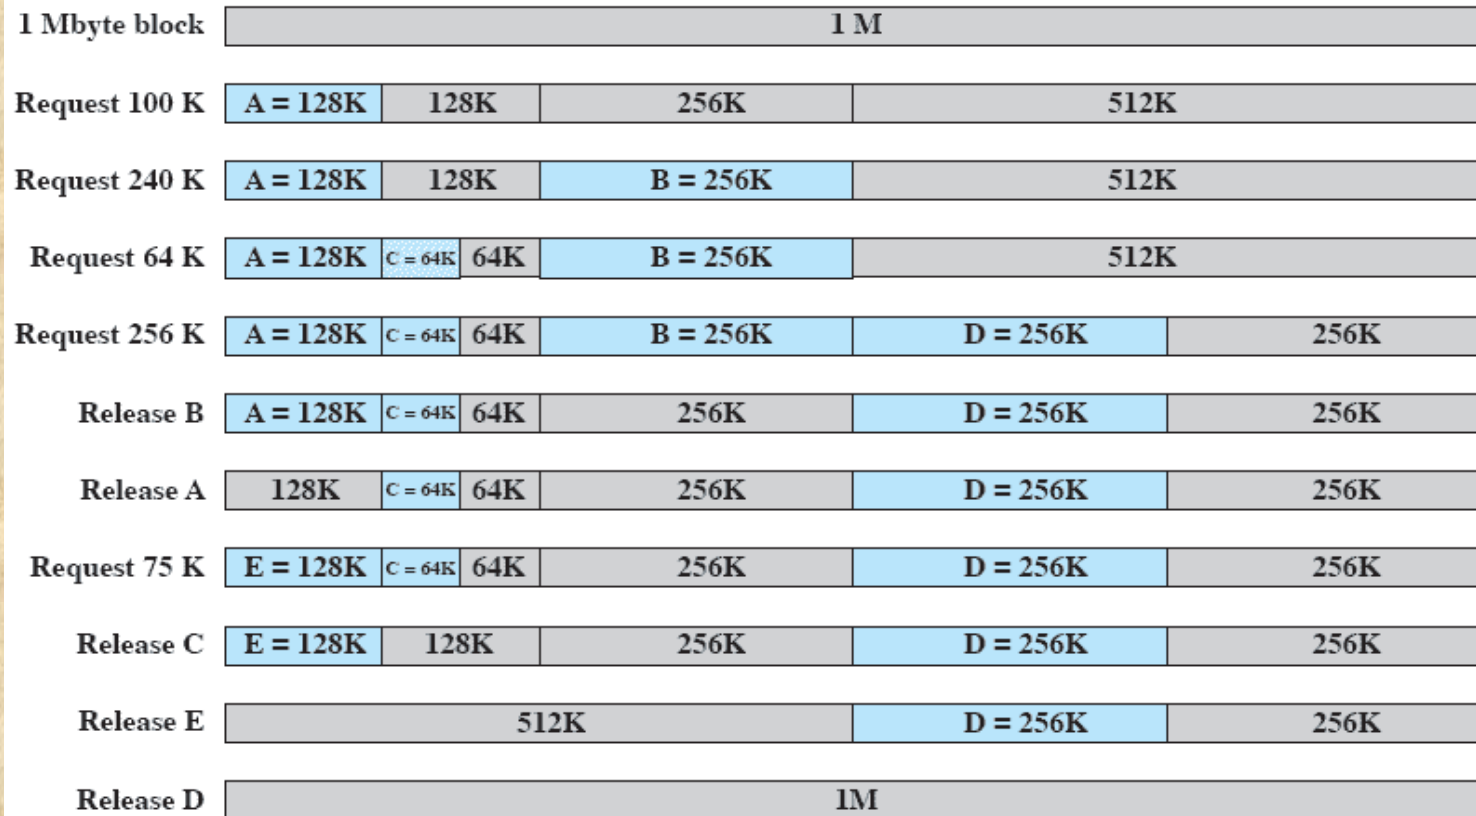 1 Mbyte block 1 M
Request 100 K A = 128K 128K 256K 512K
Request 240 K A = 128K 128K B = 256K 512K
Request 64 K A = 128K C = 64K 64K B = 256K 512K
Request 256 K A = 128K C = 64K 64K B = 256K D = 256K 256K
Release B A = 128K C = 64K 64K 256K D = 256K 256K
Release A 128K C = 64K 64K 256K D = 256K 256K
Request 75 K E = 128K C = 64K 64K 256K D = 256K 256K
Release C E = 128K 128K 256K D = 256K 256K
Release E 512K D = 256K 256K
Release D 1M